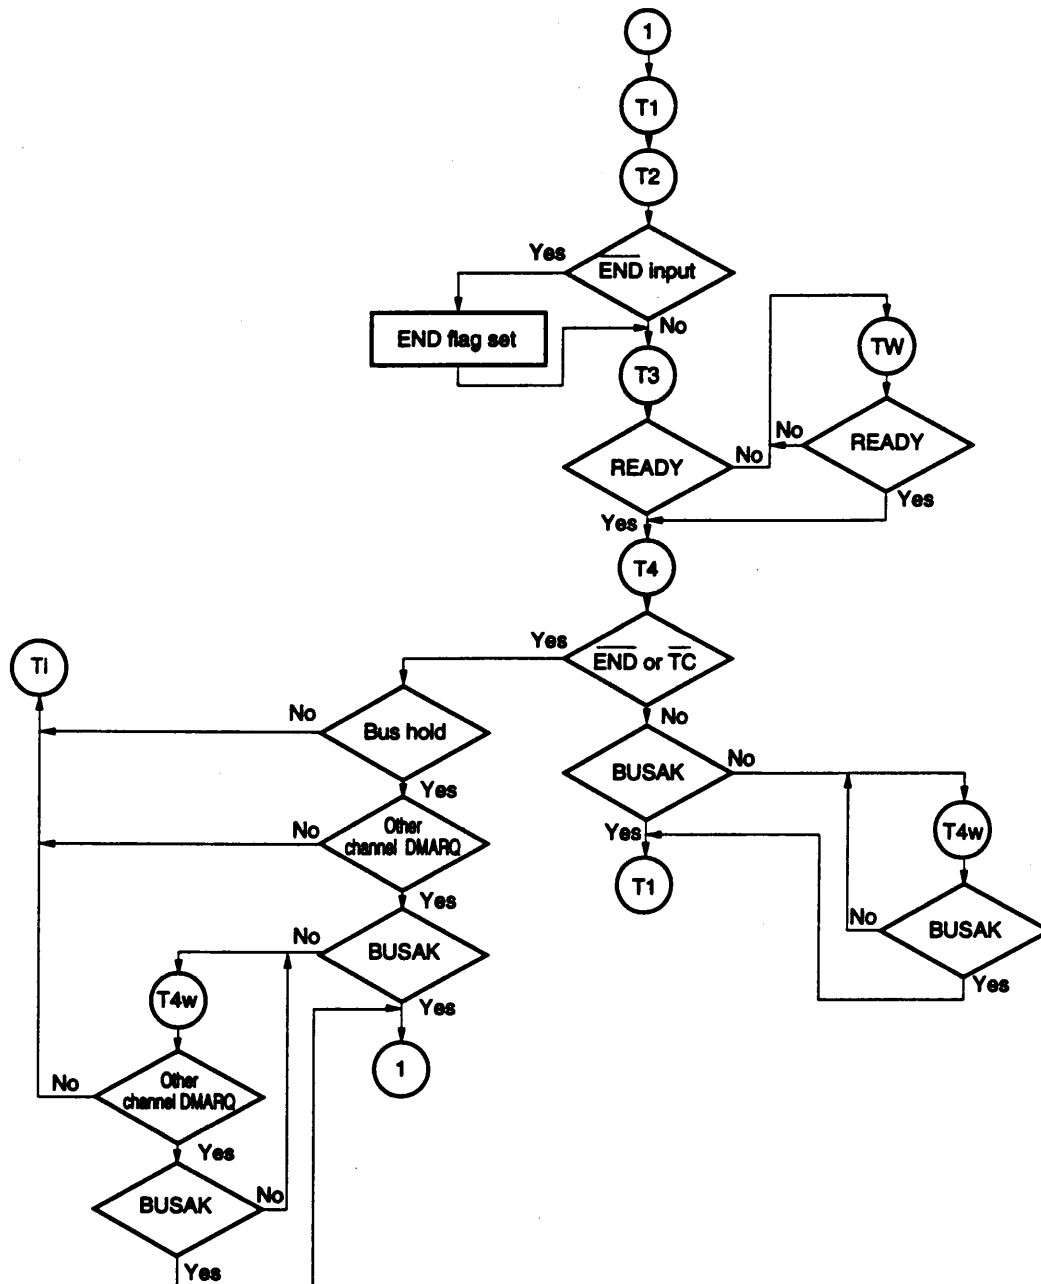 1
T1
T2
Yes
END input
No
END flag set
TW
T3
No
READY
READY
No
Yes
Yes
T4
Yes
END or TC
Ti
No
No
Bus hold
BUSAK
No
Yes
Other
channel DMARQ
No
Yes
T4w
T1
Yes
No
BUSAK
No
BUSAK
Yes
Yes
T4w
1
No
Other
channel DMARQ
Yes
BUSAK
No
Yes